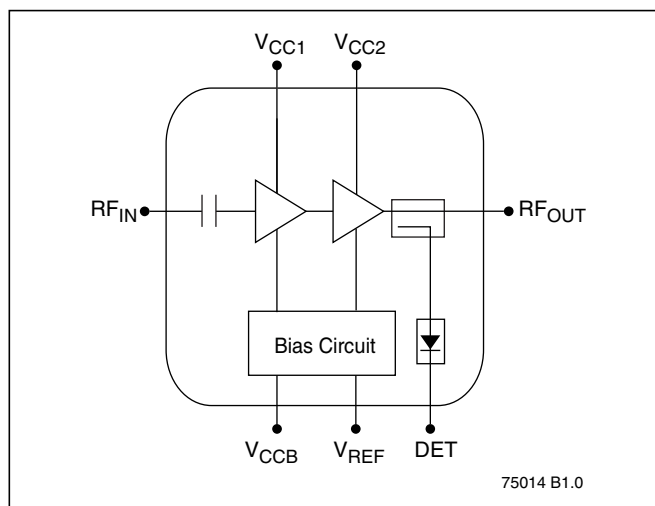 VCC1
VCC2
RFIN
RFOUT
Bias Circuit
VCCB
VREF
DET
75014 B1.0